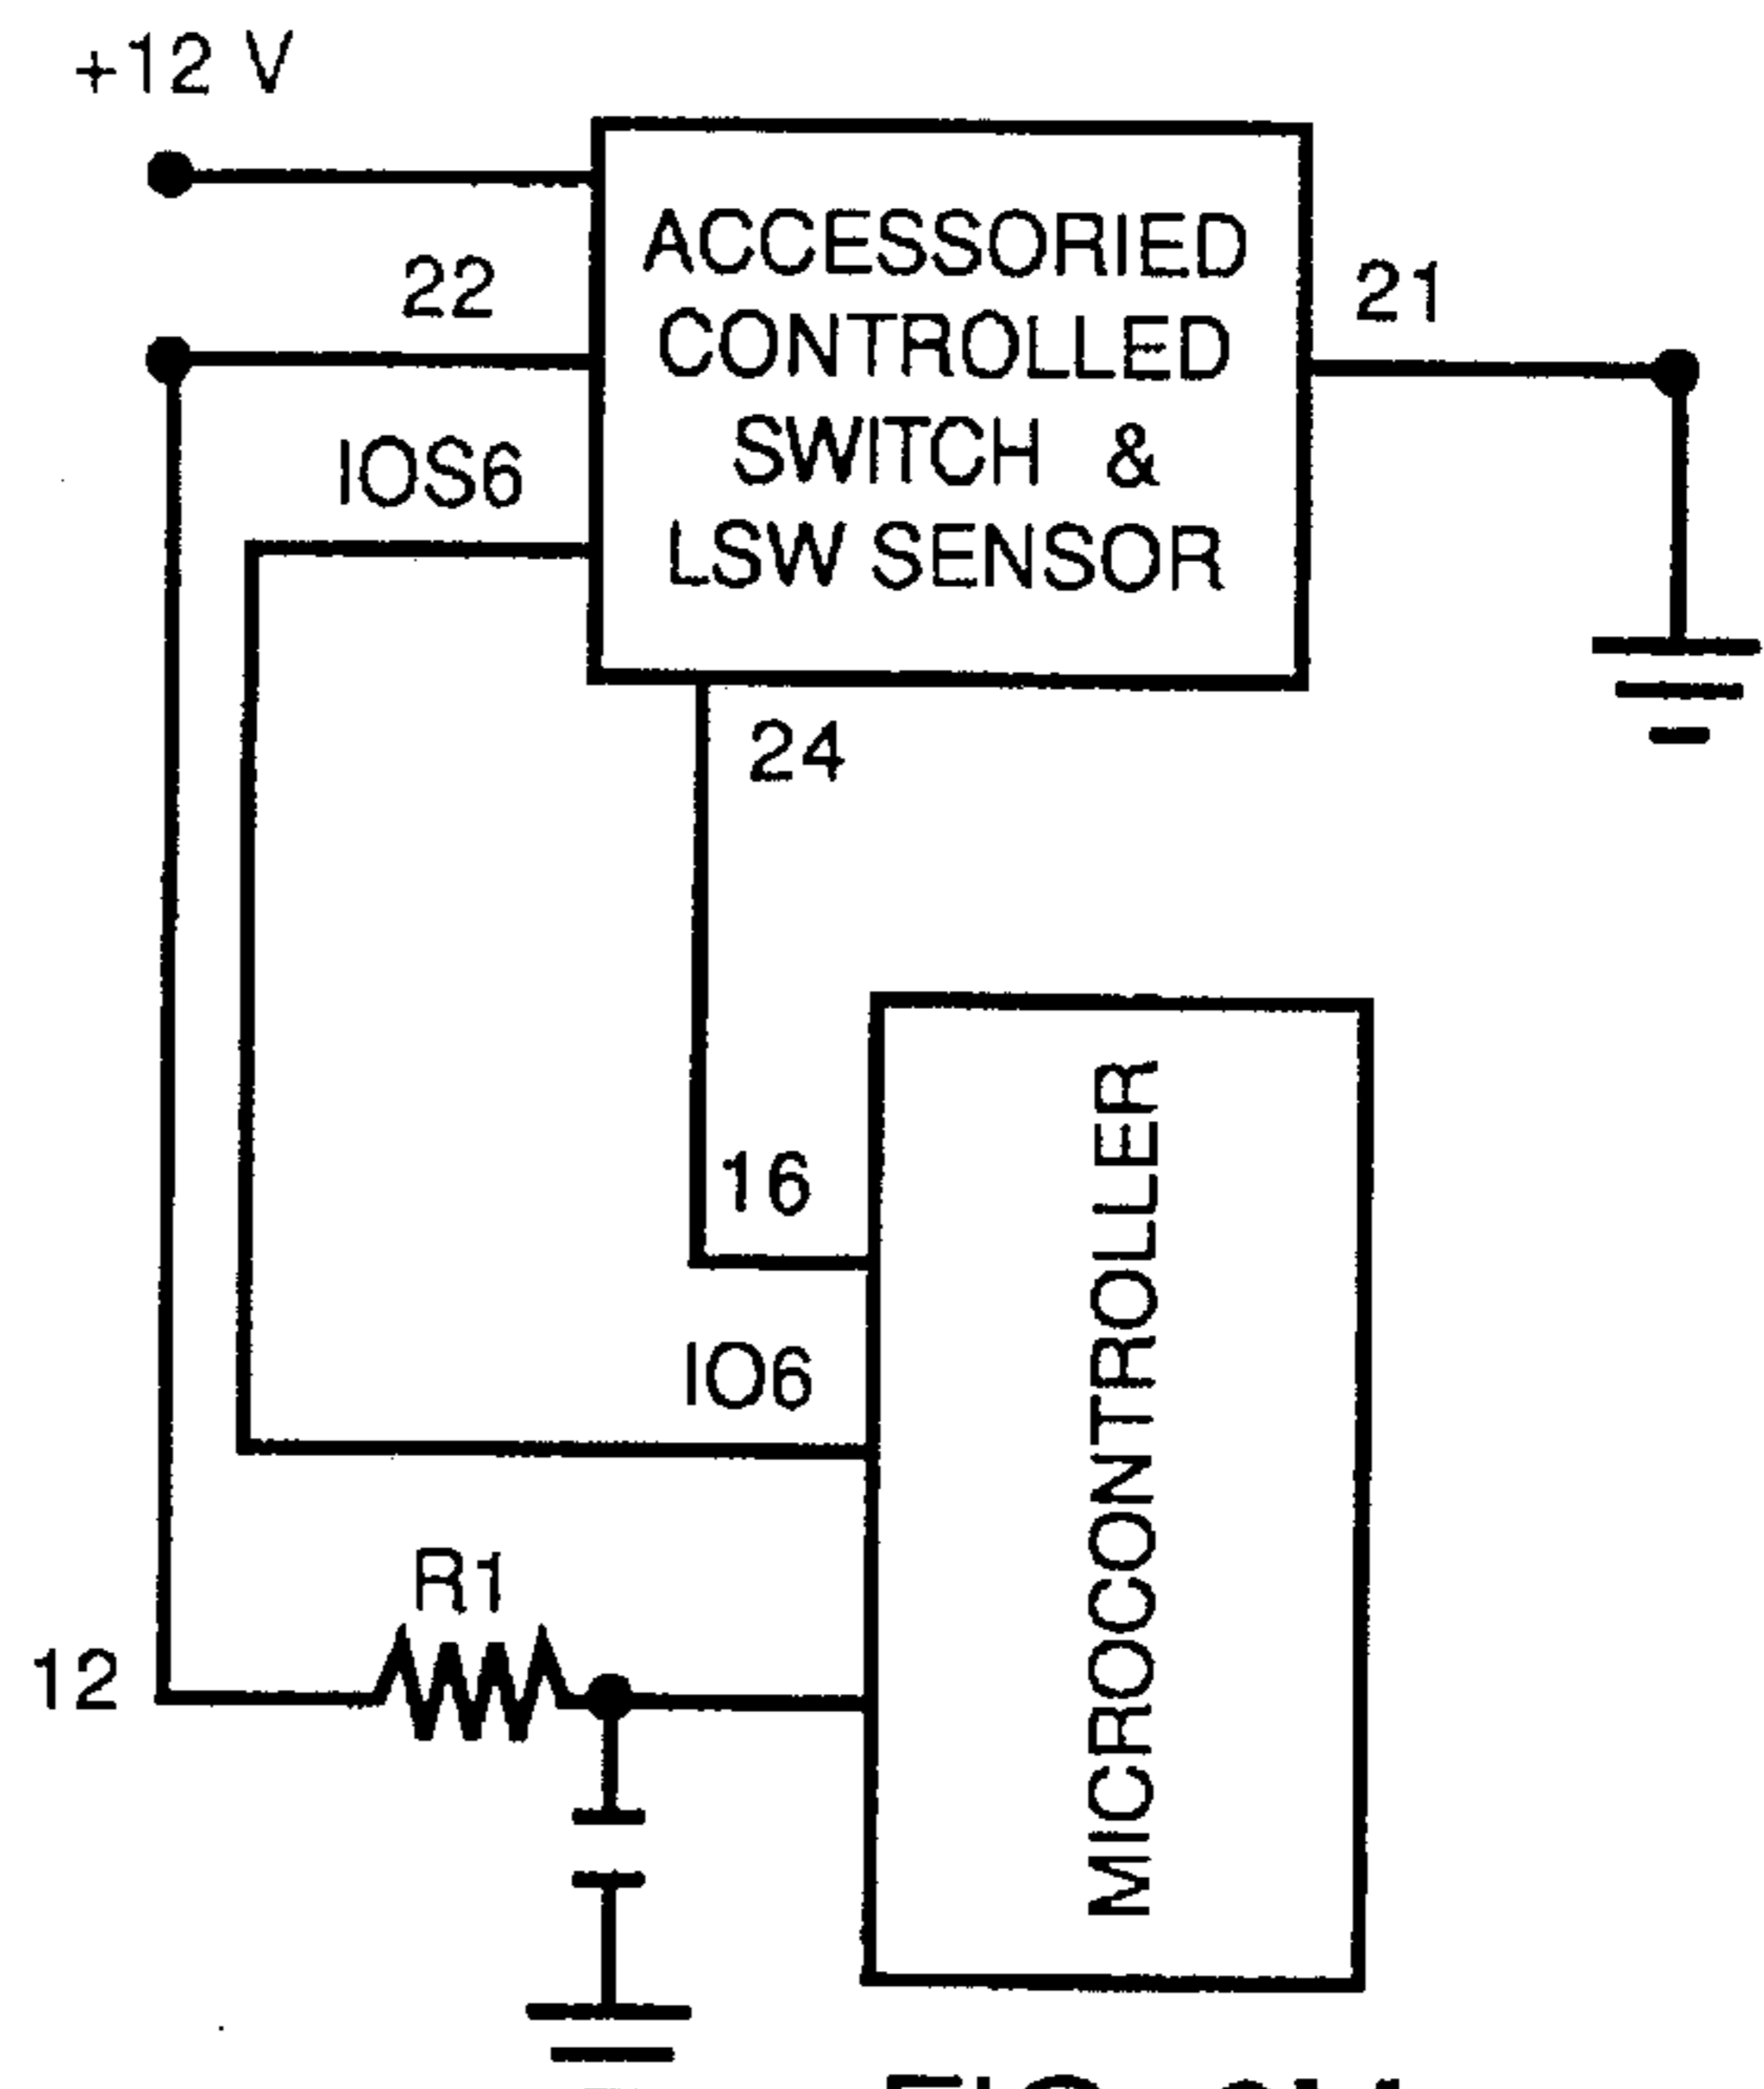 +12 V
ACCESSORIED
CONTROLLED
SWITCH &
LSW SENSOR
22
21
IOS6
24
16
IO6
MICROCONTROLLER
R1
12